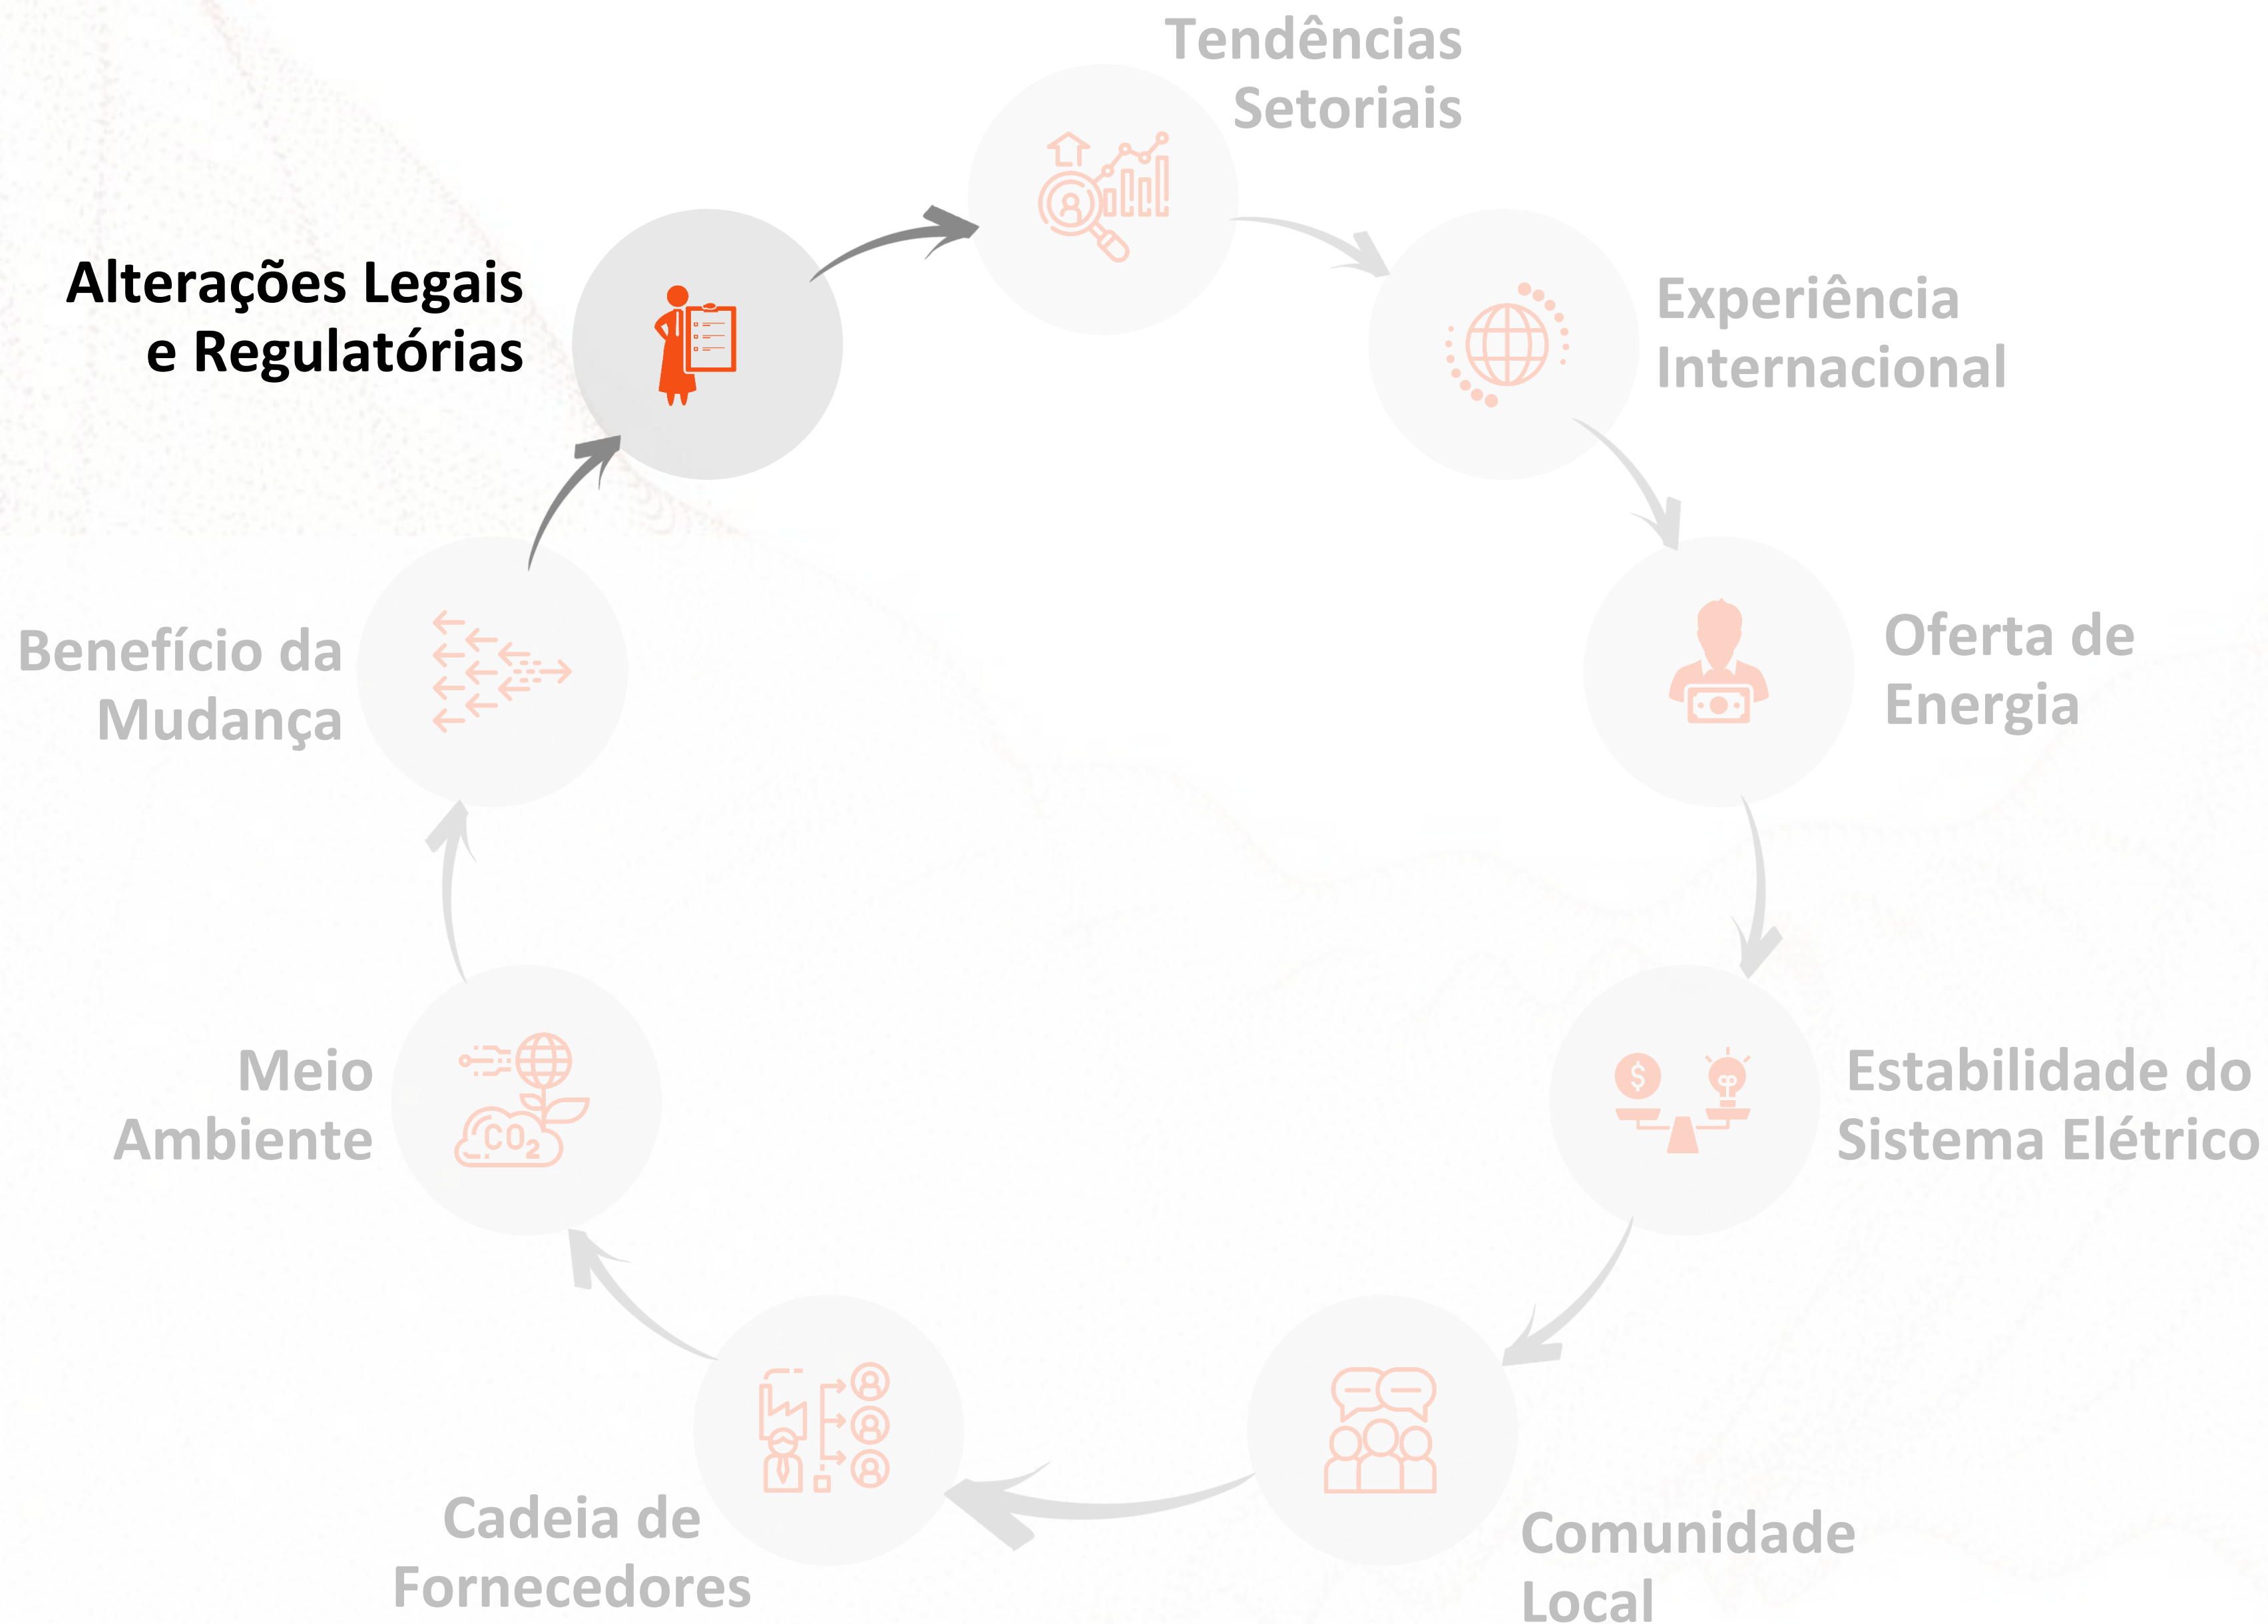 Tendências
Setoriais
Alterações Legais
e Regulatórias
Experiência
Internacional
Benefício da
Mudança
Oferta de
Energia
$
Meio
Ambiente
CO2
Estabilidade do
Sistema Elétrico
Cadeia de
Fornecedores
Comunidade
Local